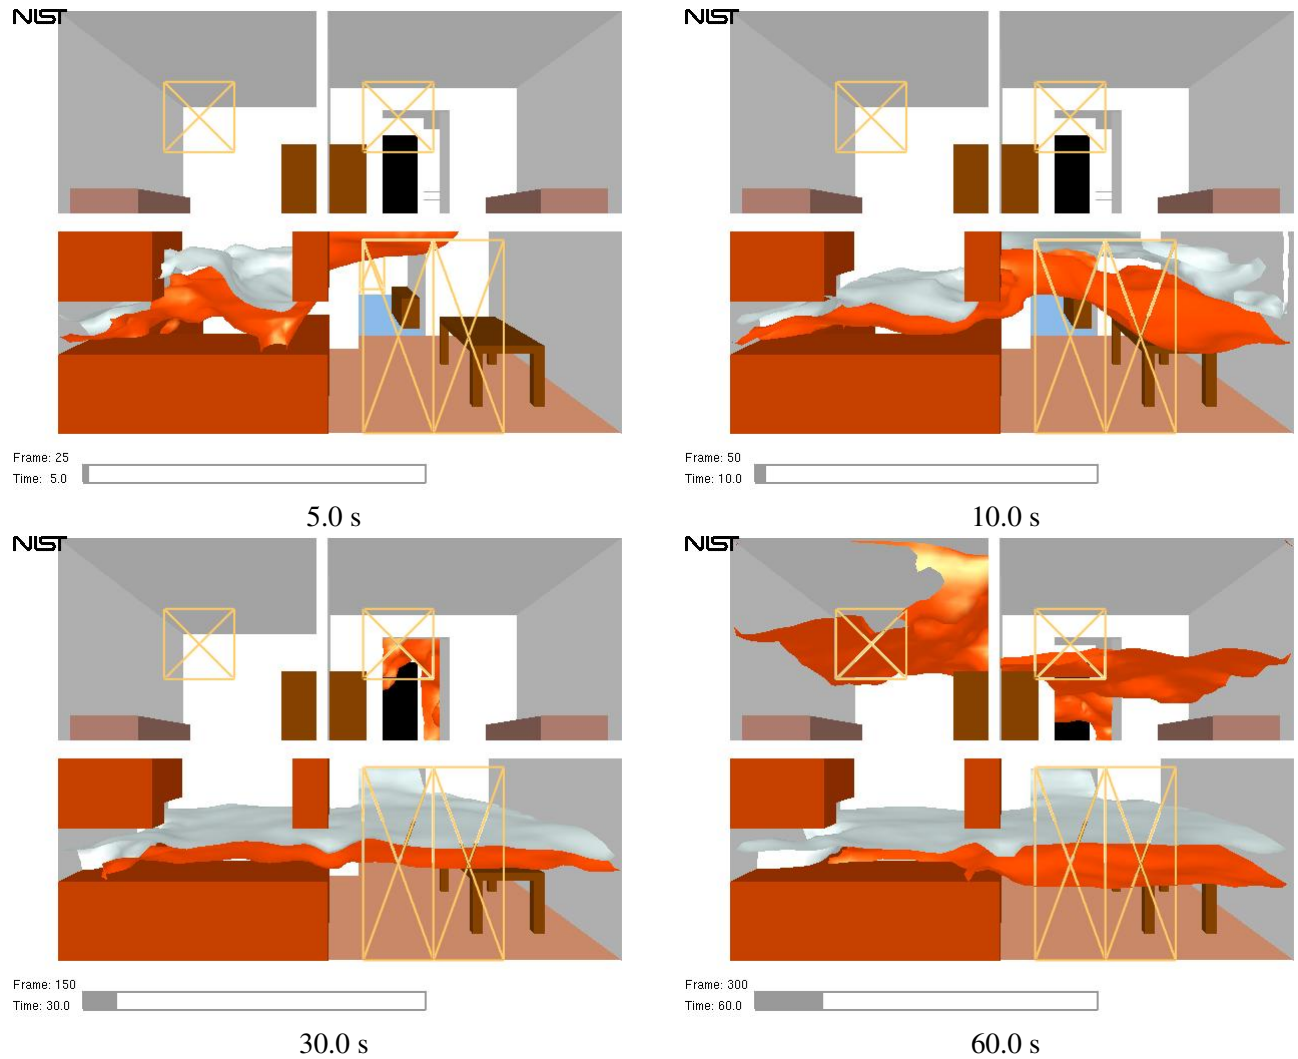 NIST
NIST
Frame: 25
Time: 5.0
Frame: 50
Time: 10.0
5.0 s
10.0 s
NIST
NIST
Frame: 150
Time: 30.0
Frame: 300
Time: 60.0
30.0 s
60.0 s